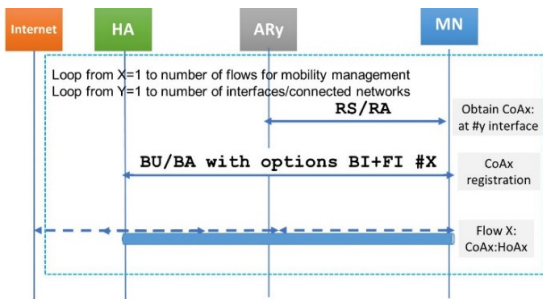 Internet
HA
ARy
MN
Loop from X=1 to number of flows for mobility management
Loop from Y=1 to number of interfaces/connected networks
RS/RA
Obtain CoAx:
at #y interface
BU/BA with options BI+FI #X
CoAx
registration
Flow X:
CoAx:HoAx